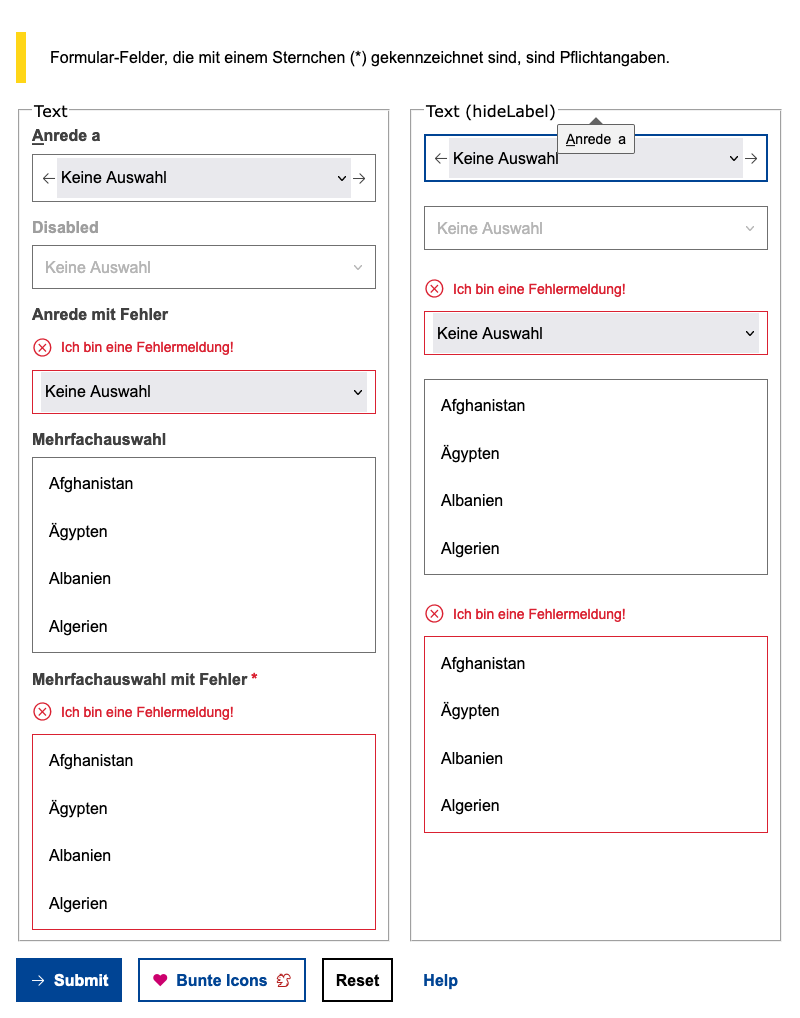 Formular-Felder, die mit einem Sternchen (*) gekennzeichnet sind, sind Pflichtangaben.
Text
Anrede a
Keine Auswahl
Disabled
Keine Auswahl
Anrede mit Fehler
Ich bin eine Fehlermeldung!
Keine Auswahl
Mehrfachauswahl
Afghanistan
Ägypten
Albanien
Algerien
Mehrfachauswahl mit Fehler *
Ich bin eine Fehlermeldung!
Afghanistan
Ägypten
Albanien
Algerien
Text (hideLabel)
Anrede a
Keine Auswahl
Keine Auswahl
Ich bin eine Fehlermeldung!
Keine Auswahl
Afghanistan
Ägypten
Albanien
Algerien
Ich bin eine Fehlermeldung!
Afghanistan
Ägypten
Albanien
Algerien
Submit
Bunte Icons
Reset
Help